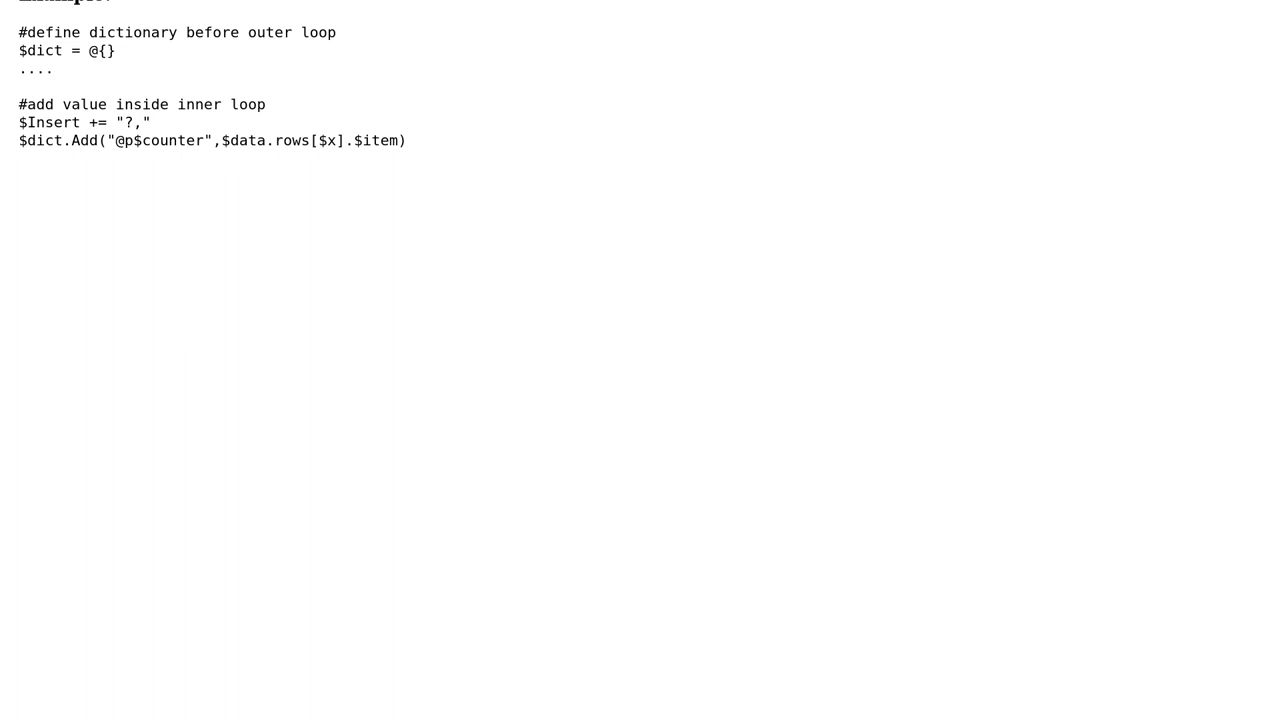 #define dictionary before outer loop
$dict = @{}
....
#add value inside inner loop
$Insert += "?,"
$dict.Add("@p$counter",$data.rows[$x].$item)